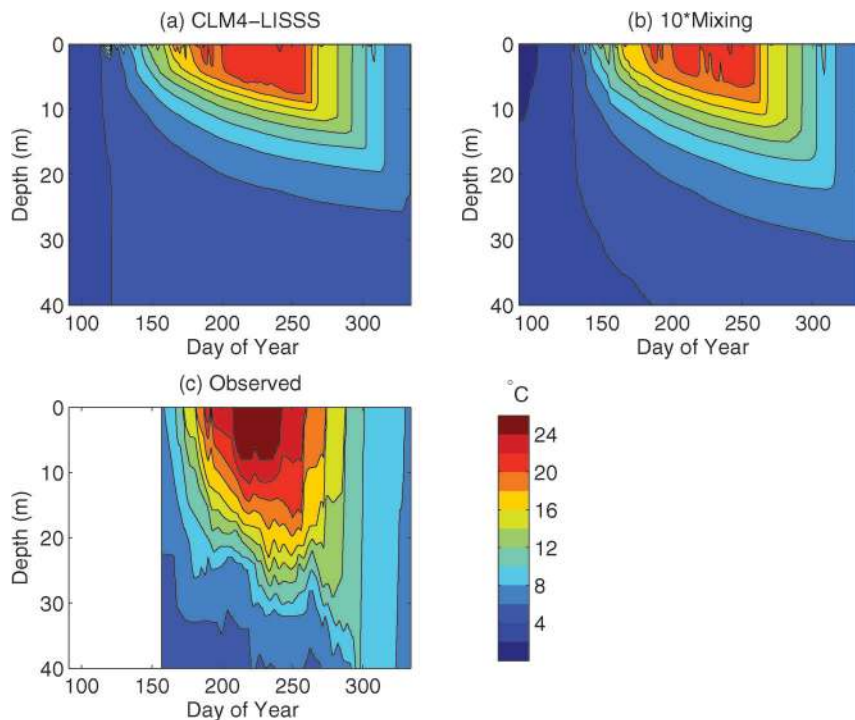 (a) CLM4-LISSS
0
10
20
30
40
Depth (m)
100 150 200 250 300
Day of Year
(b) 10*Mixing
0
10
20
30
40
Depth (m)
100 150 200 250 300
Day of Year
(c) Observed
0
10
20
30
40
Depth (m)
100 150 200 250 300
Day of Year
°C
24
20
16
12
8
4